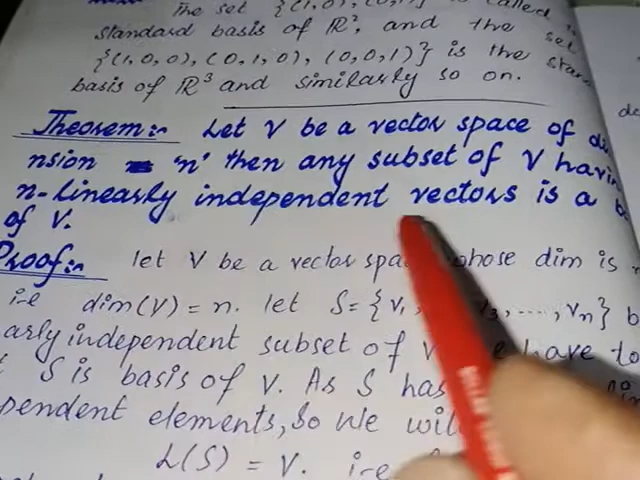 The set {(1,0), (0,1)} is called
standard basis of R², and the set
{(1,0,0), (0,1,0), (0,0,1)} is the stan
basis of R³ and similarly so on.
Theorem:- Let V be a vector space of di
nsion 'n' then any subset of V havin
n-linearly independent vectors is a b
of V.
Proof:- let V be a vector spa whose dim is n
i-e dim(V) = n. let S = {v₁, v₃, ...., vₙ} b
arly independent subset of V have to
S is basis of V. As S has
pendent elements, So we wil
L(S) = V. i-e